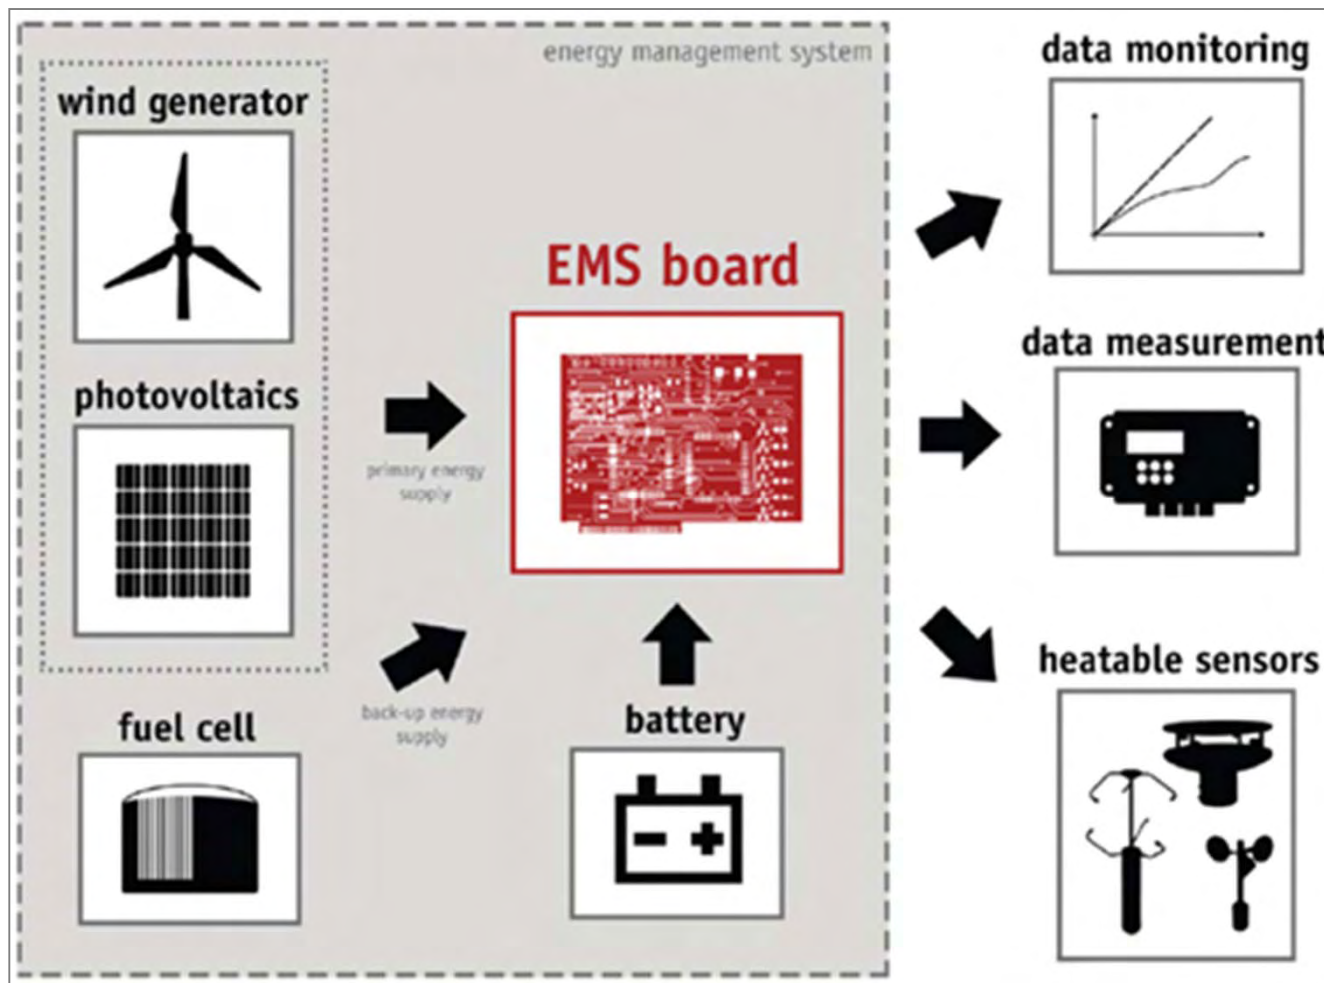 energy management system
wind generator
photovoltaics
fuel cell
primary energy
supply
back-up energy
supply
EMS board
battery
data monitoring
data measurement
heatable sensors